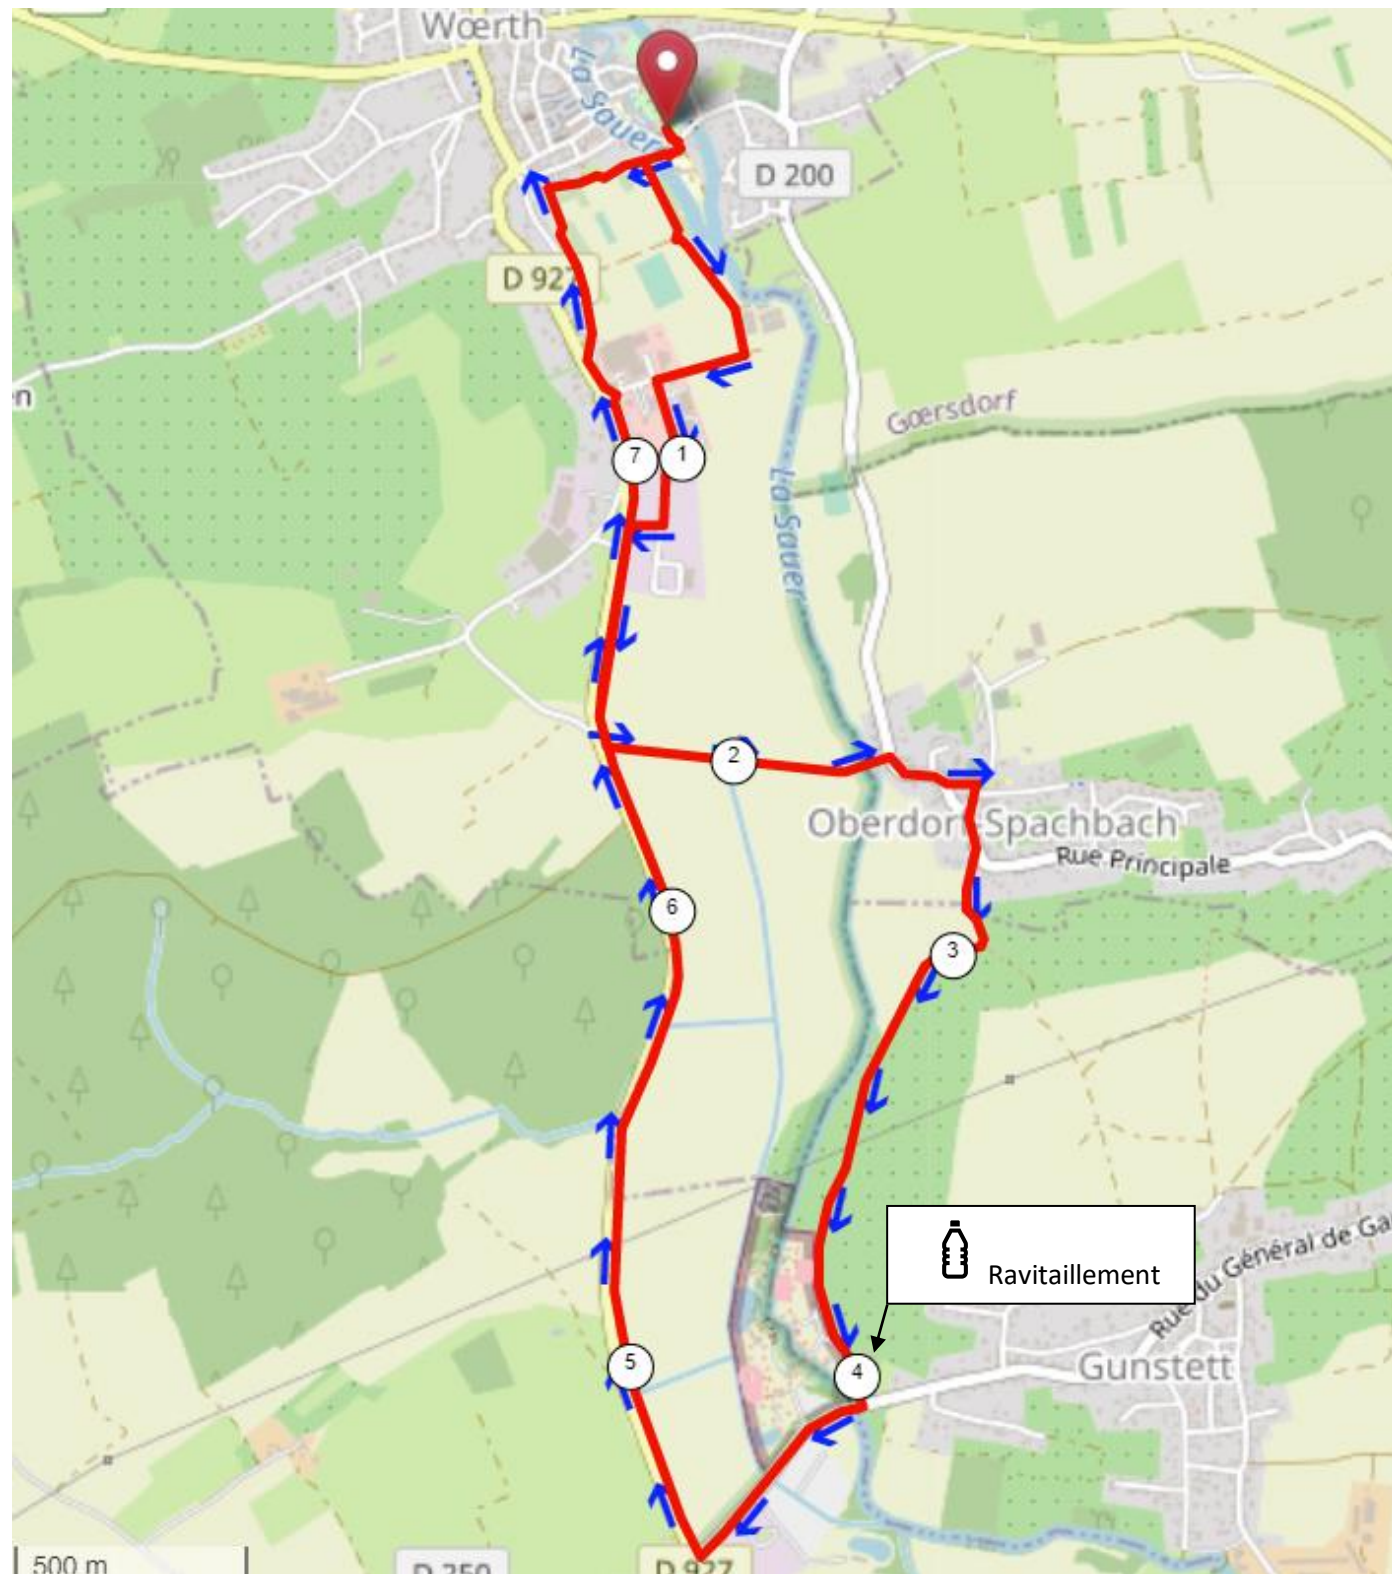 Wœrth
La Sauer
D 200
D 927
Gœrsdorf
7
1
La Sauer
2
Oberdorf-Spachbach
Rue Principale
6
3
Ravitaillement
Rue du Général de Ga
5
4
Gunstett
500 m
D 250
D 927